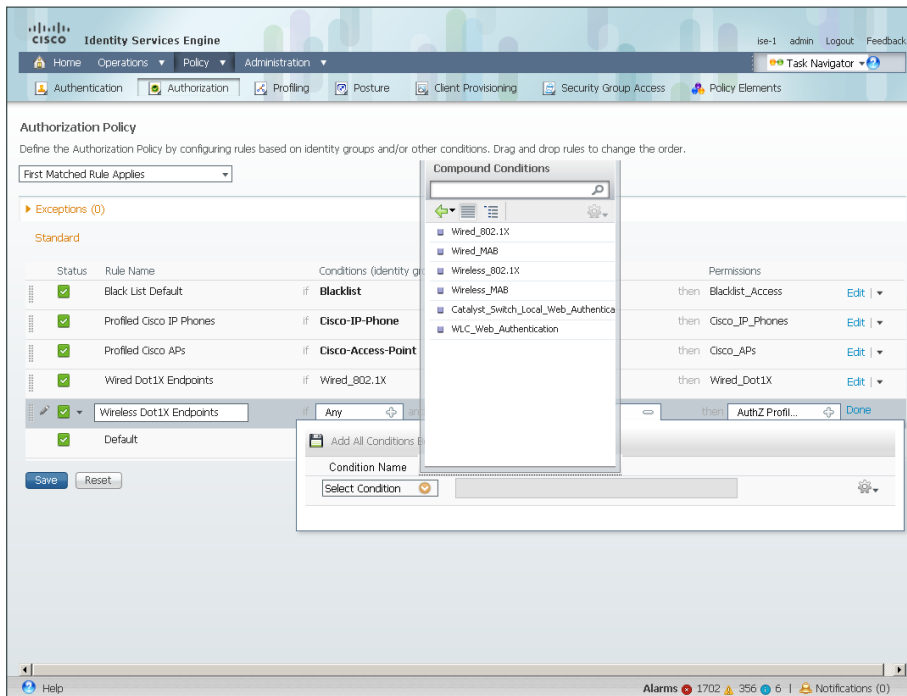 CISCO Identity Services Engine
ise-1 admin Logout Feedback
Home Operations Policy Administration
Task Navigator
Authentication Authorization Profiling Posture Client Provisioning Security Group Access Policy Elements
Authorization Policy
Define the Authorization Policy by configuring rules based on identity groups and/or other conditions. Drag and drop rules to change the order.
First Matched Rule Applies
Exceptions (0)
Standard
Status Rule Name Conditions (identity gr Permissions
Black List Default if Blacklist then Blacklist_Access Edit |
Profiled Cisco IP Phones if Cisco-IP-Phone then Cisco_IP_Phones Edit |
Profiled Cisco APs if Cisco-Access-Point then Cisco_APs Edit |
Wired Dot1X Endpoints if Wired_802.1X then Wired_Dot1X Edit |
Wireless Dot1X Endpoints if Any and then AuthZ Profil... Done
Default
Save Reset
Compound Conditions
Wired_802.1X
Wired_MAB
Wireless_802.1X
Wireless_MAB
Catalyst_Switch_Local_Web_Authentica
WLC_Web_Authentication
Add All Conditions
Condition Name
Select Condition
Help
Alarms 1702 356 6 | Notifications (0)